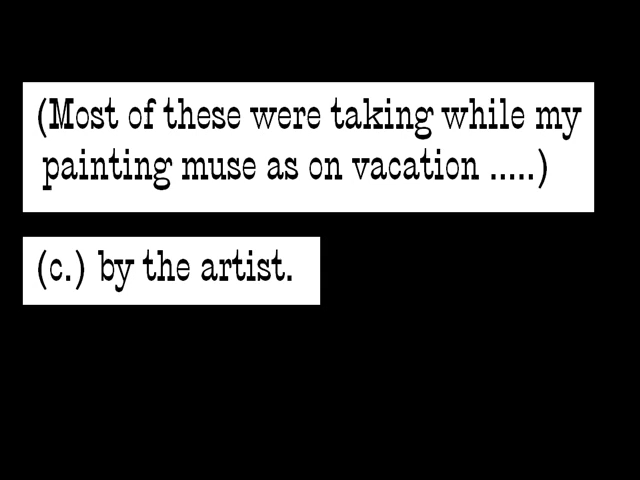 (Most of these were taking while my
painting muse as on vacation .....)
(c.) by the artist.